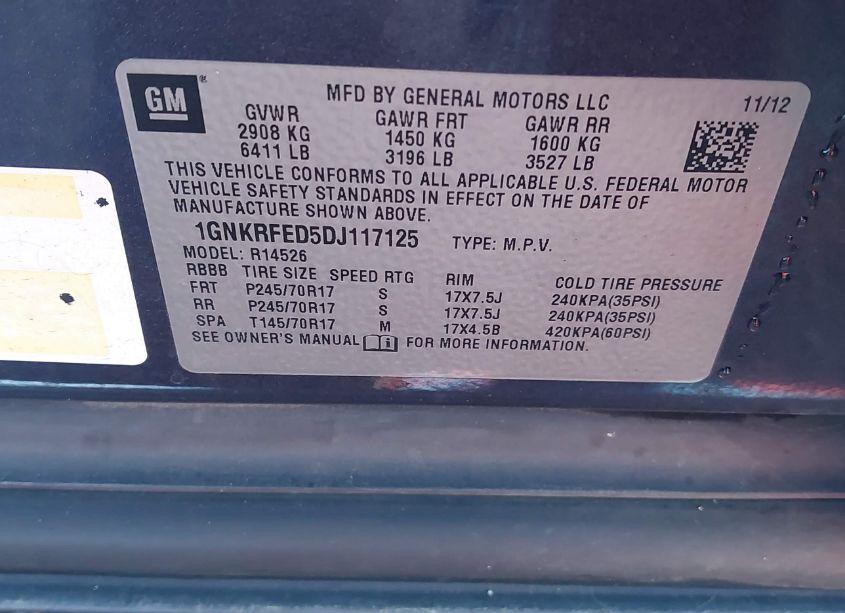 GM
MFD BY GENERAL MOTORS LLC 11/12
GVWR GAWR FRT GAWR RR
2908 KG 1450 KG 1600 KG
6411 LB 3196 LB 3527 LB
THIS VEHICLE CONFORMS TO ALL APPLICABLE U.S. FEDERAL MOTOR
VEHICLE SAFETY STANDARDS IN EFFECT ON THE DATE OF
MANUFACTURE SHOWN ABOVE.
1GNKRFED5DJ117125 TYPE: M.P.V.
MODEL: R14526
RBBB TIRE SIZE SPEED RTG RIM COLD TIRE PRESSURE
FRT P245/70R17 S 17X7.5J 240KPA(35PSI)
RR P245/70R17 S 17X7.5J 240KPA(35PSI)
SPA T145/70R17 M 17X4.5B 420KPA(60PSI)
SEE OWNER'S MANUAL FOR MORE INFORMATION.